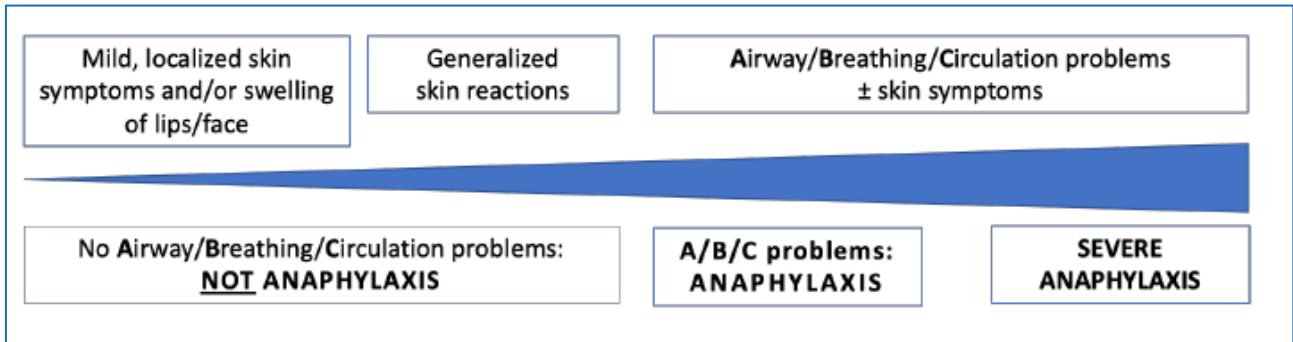 Mild, localized skin
symptoms and/or swelling
of lips/face
Generalized
skin reactions
Airway/Breathing/Circulation problems
± skin symptoms
No Airway/Breathing/Circulation problems:
NOT ANAPHYLAXIS
A/B/C problems:
ANAPHYLAXIS
SEVERE
ANAPHYLAXIS